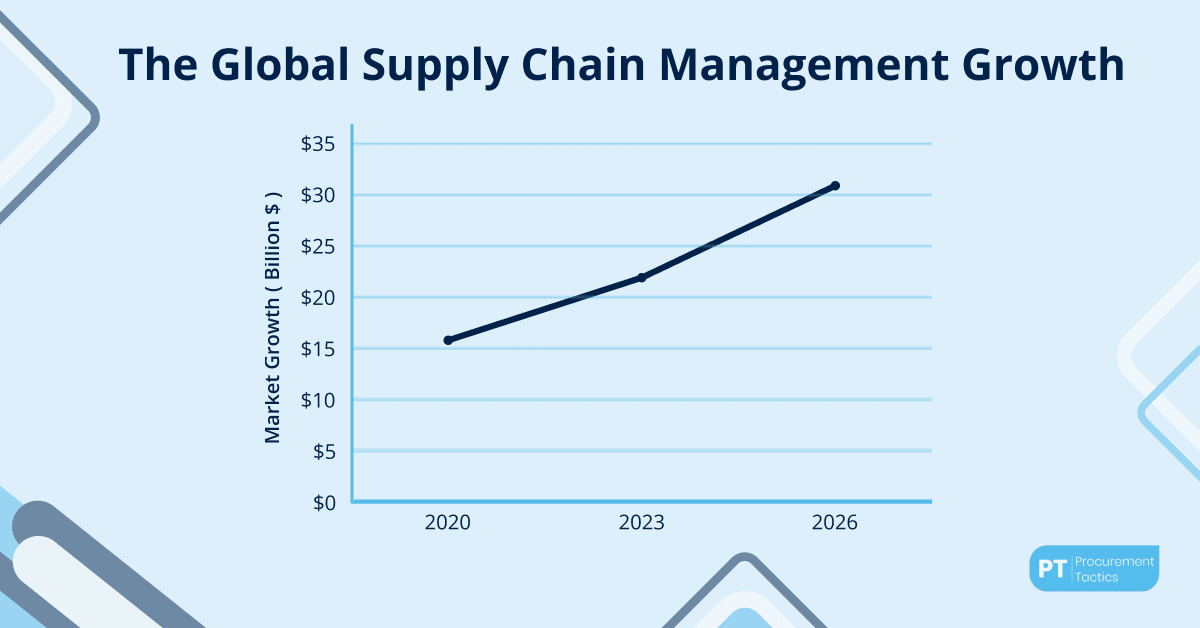 The Global Supply Chain Management Growth
Market Growth ( Billion $ )
$35
$30
$25
$20
$15
$10
$5
$0
2020 2023 2026
PT Procurement
Tactics